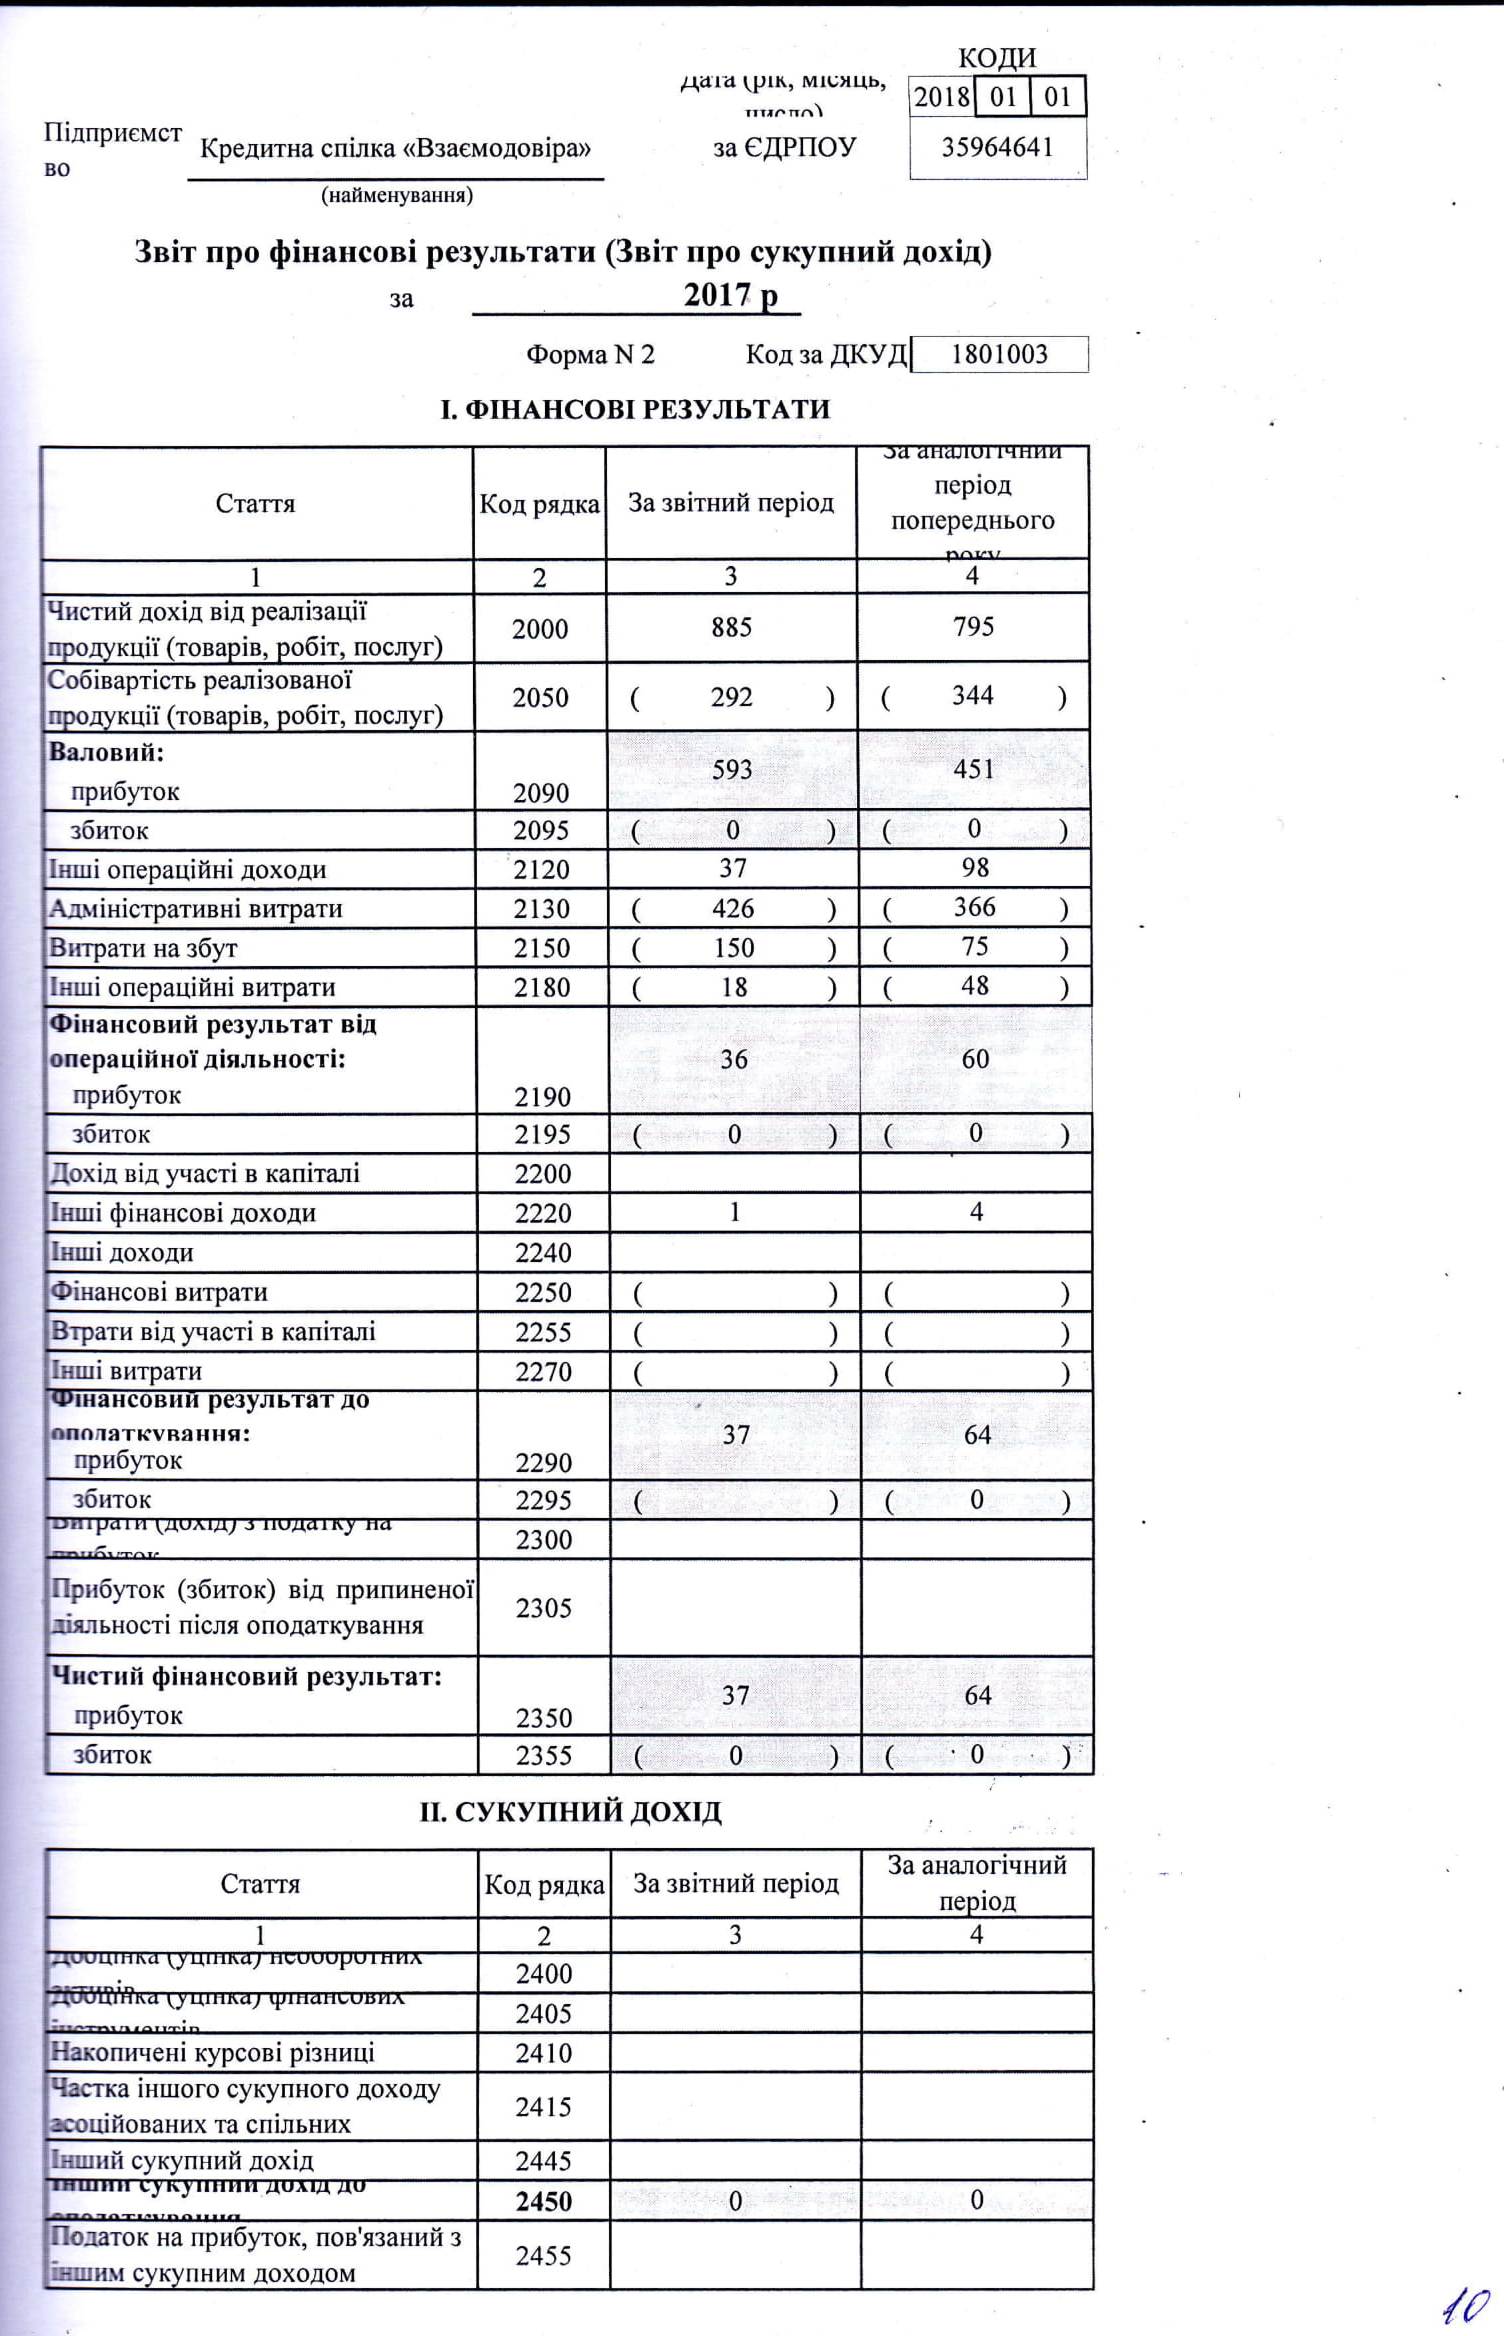 КОДИ
Дата (рік, місяць, число)
2018 01 01
Підприємст
во
Кредитна спілка «Взаємодовіра»
за ЄДРПОУ
35964641
(найменування)
Звіт про фінансові результати (Звіт про сукупний дохід)
за 2017 р
Форма N 2 Код за ДКУД 1801003
І. ФІНАНСОВІ РЕЗУЛЬТАТИ
Стаття Код рядка За звітний період За аналогічний період попереднього року
1 2 3 4
Чистий дохід від реалізації
продукції (товарів, робіт, послуг) 2000 885 795
Собівартість реалізованої
продукції (товарів, робіт, послуг) 2050 ( 292 ) ( 344 )
Валовий:
прибуток 2090 593 451
збиток 2095 ( 0 ) ( 0 )
Інші операційні доходи 2120 37 98
Адміністративні витрати 2130 ( 426 ) ( 366 )
Витрати на збут 2150 ( 150 ) ( 75 )
Інші операційні витрати 2180 ( 18 ) ( 48 )
Фінансовий результат від
операційної діяльності:
прибуток 2190 36 60
збиток 2195 ( 0 ) ( 0 )
Дохід від участі в капіталі 2200
Інші фінансові доходи 2220 1 4
Інші доходи 2240
Фінансові витрати 2250 ( ) ( )
Втрати від участі в капіталі 2255 ( ) ( )
Інші витрати 2270 ( ) ( )
Фінансовий результат до
оподаткування:
прибуток 2290 37 64
збиток 2295 ( ) ( 0 )
Витрати (дохід) з податку на
прибуток 2300
Прибуток (збиток) від припиненої
діяльності після оподаткування 2305
Чистий фінансовий результат:
прибуток 2350 37 64
збиток 2355 ( 0 ) ( 0 )
ІІ. СУКУПНИЙ ДОХІД
Стаття Код рядка За звітний період За аналогічний період
1 2 3 4
Дооцінка (уцінка) необоротних
активів 2400
Дооцінка (уцінка) фінансових
інструментів 2405
Накопичені курсові різниці 2410
Частка іншого сукупного доходу
асоційованих та спільних 2415
Інший сукупний дохід 2445
Інший сукупний дохід до
оподаткування 2450 0 0
Податок на прибуток, пов'язаний з
іншим сукупним доходом 2455
10